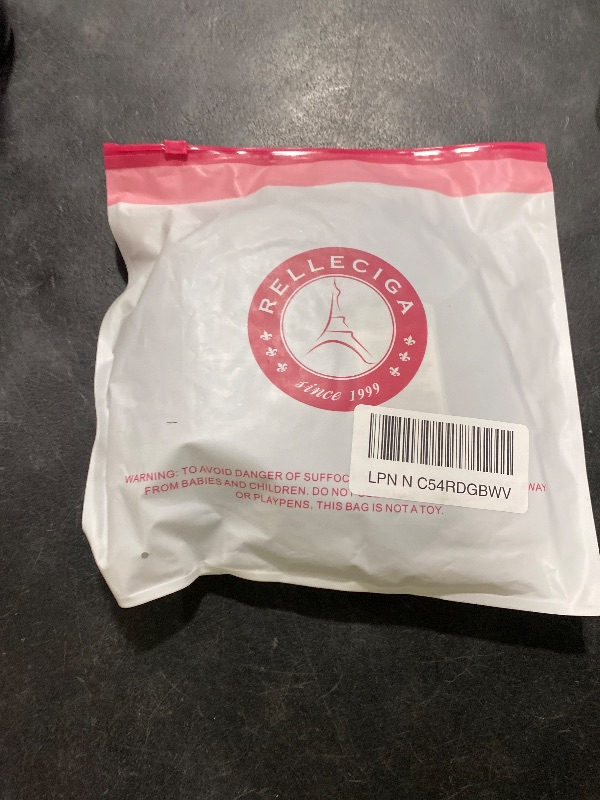 RELLECIGA
since 1999
LPN N C54RDGBWV
WARNING: TO AVOID DANGER OF SUFFOC WAY
FROM BABIES AND CHILDREN. DO NOT
OR PLAYPENS. THIS BAG IS NOT A TOY.